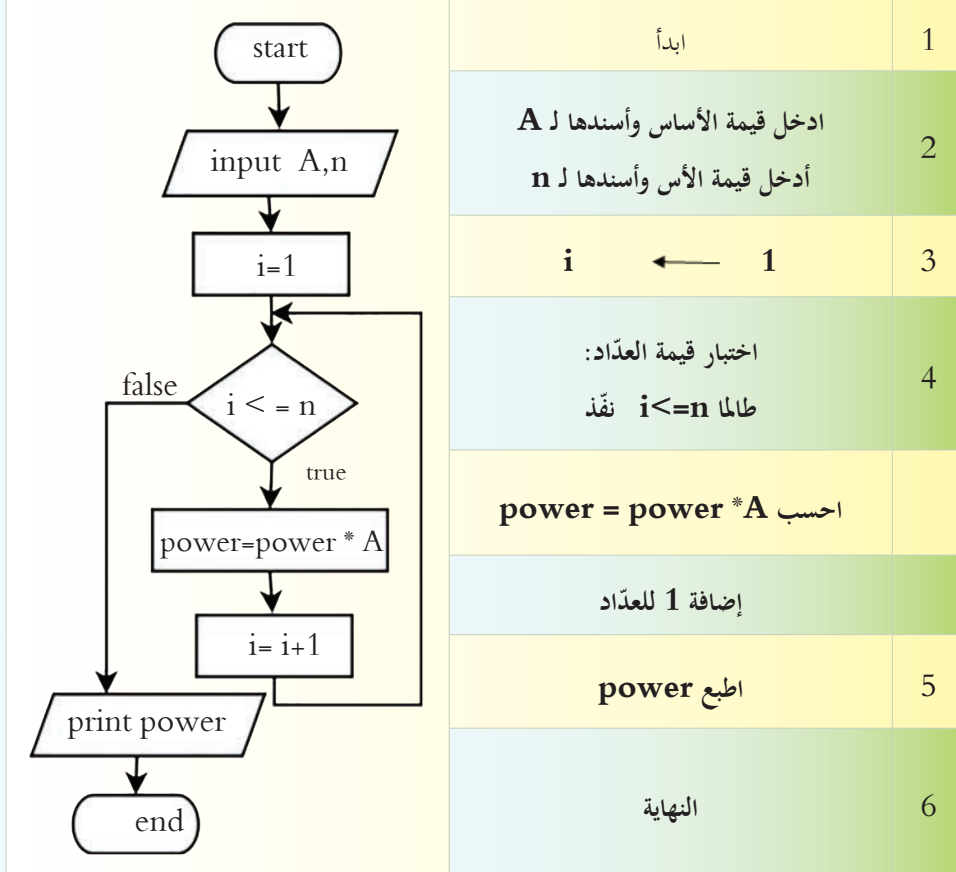 start
input A,n
i=1
i < = n
false
true
power=power * A
i= i+1
print power
end
1 ابدأ
2 ادخل قيمة الأساس وأسندها لـ A
أدخل قيمة الأس وأسندها لـ n
3 1 ← i
4 اختبار قيمة العدّاد:
طالما i<=n نفّذ
احسب power = power *A
إضافة 1 للعدّاد
5 اطبع power
6 النهاية